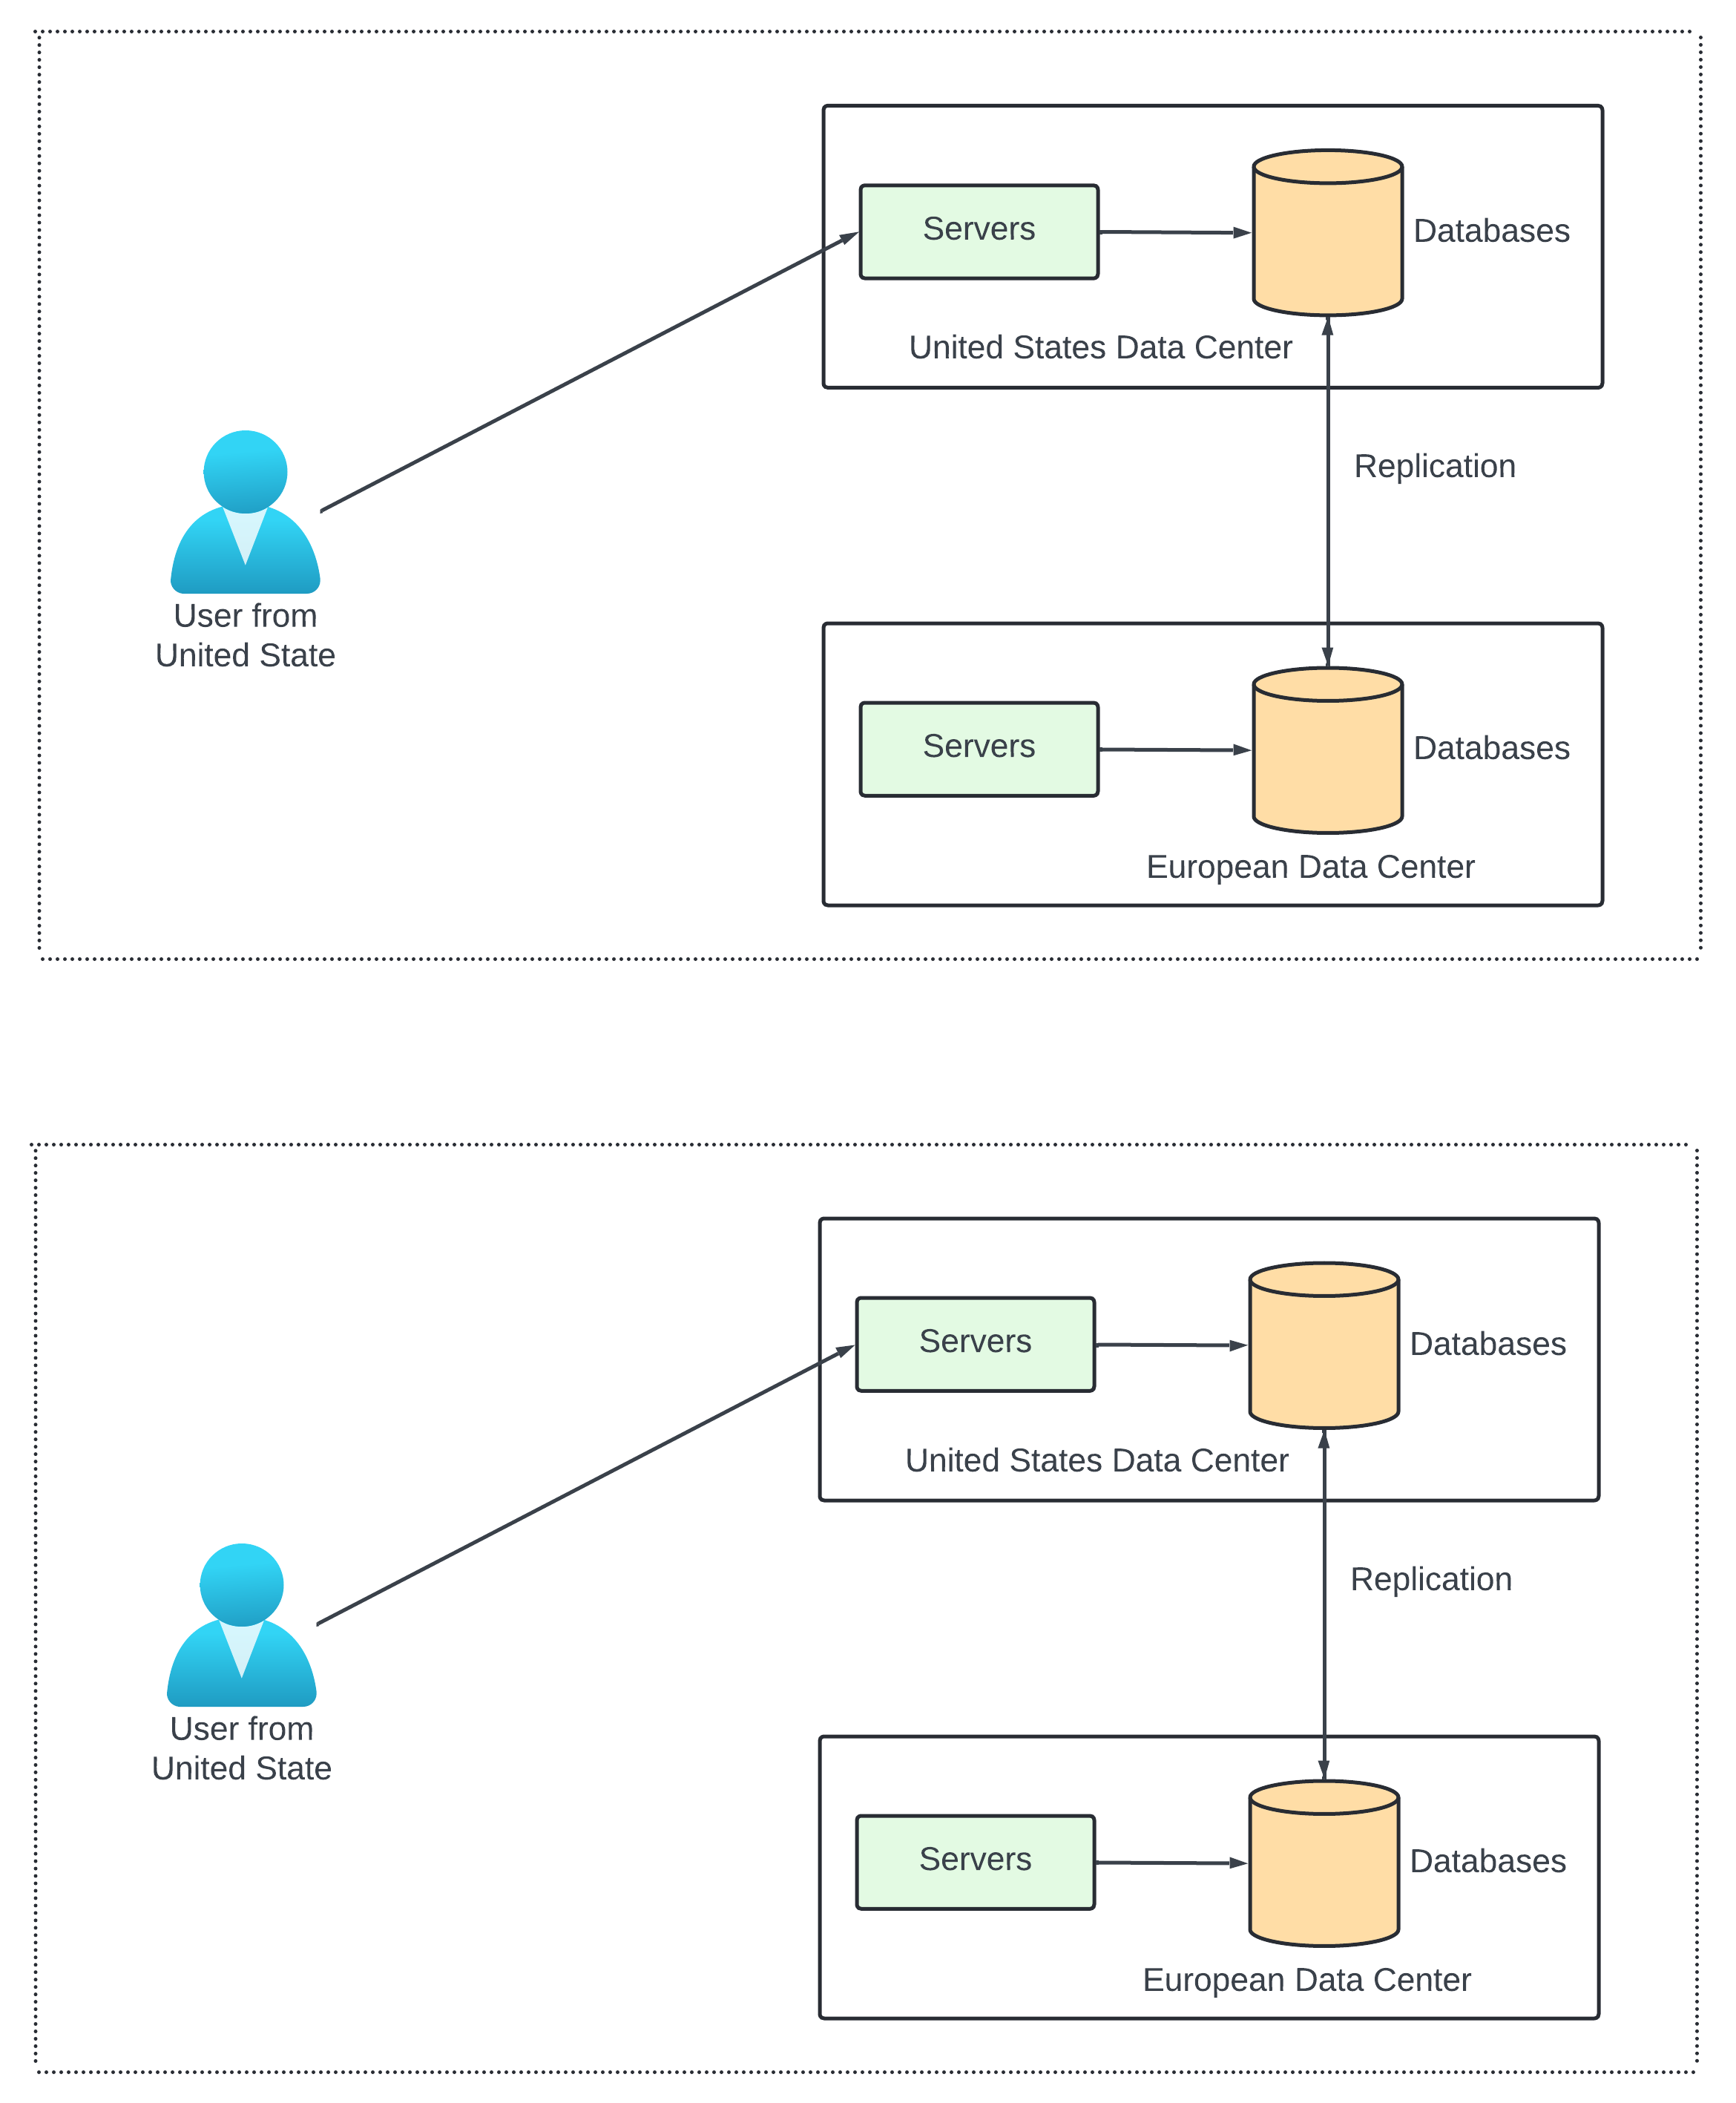 Servers
Databases
United States Data Center
Replication
User from
United State
Servers
Databases
European Data Center
Servers
Databases
United States Data Center
Replication
User from
United State
Servers
Databases
European Data Center